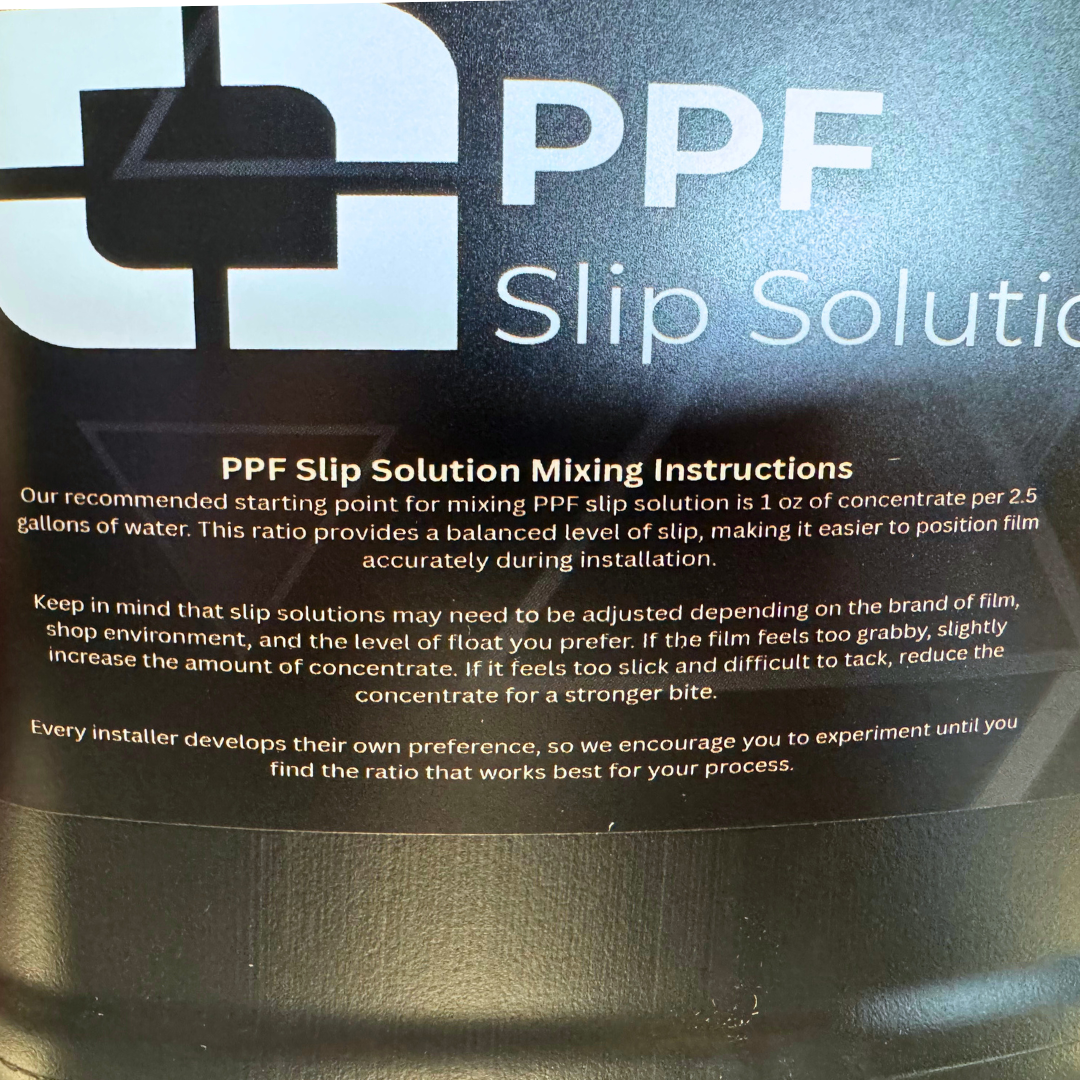 PPF
Slip
PPF Slip Solution Mixing Instructions
Our recommended starting point for mixing PPF slip solution is 1 oz of concentrate per 2.5
gallons of water. This ratio provides a balanced level of slip, making it easier to position film
accurately during installation.
Keep in mind that slip solutions may need to be adjusted depending on the brand of film,
shop environment, and the level of float you prefer. If the film feels too grabby, slightly
increase the amount of concentrate. If it feels too slick and difficult to tack, reduce the
concentrate for a stronger bite.
Every installer develops their own preference, so we encourage you to experiment until you
find the ratio that works best for your process.